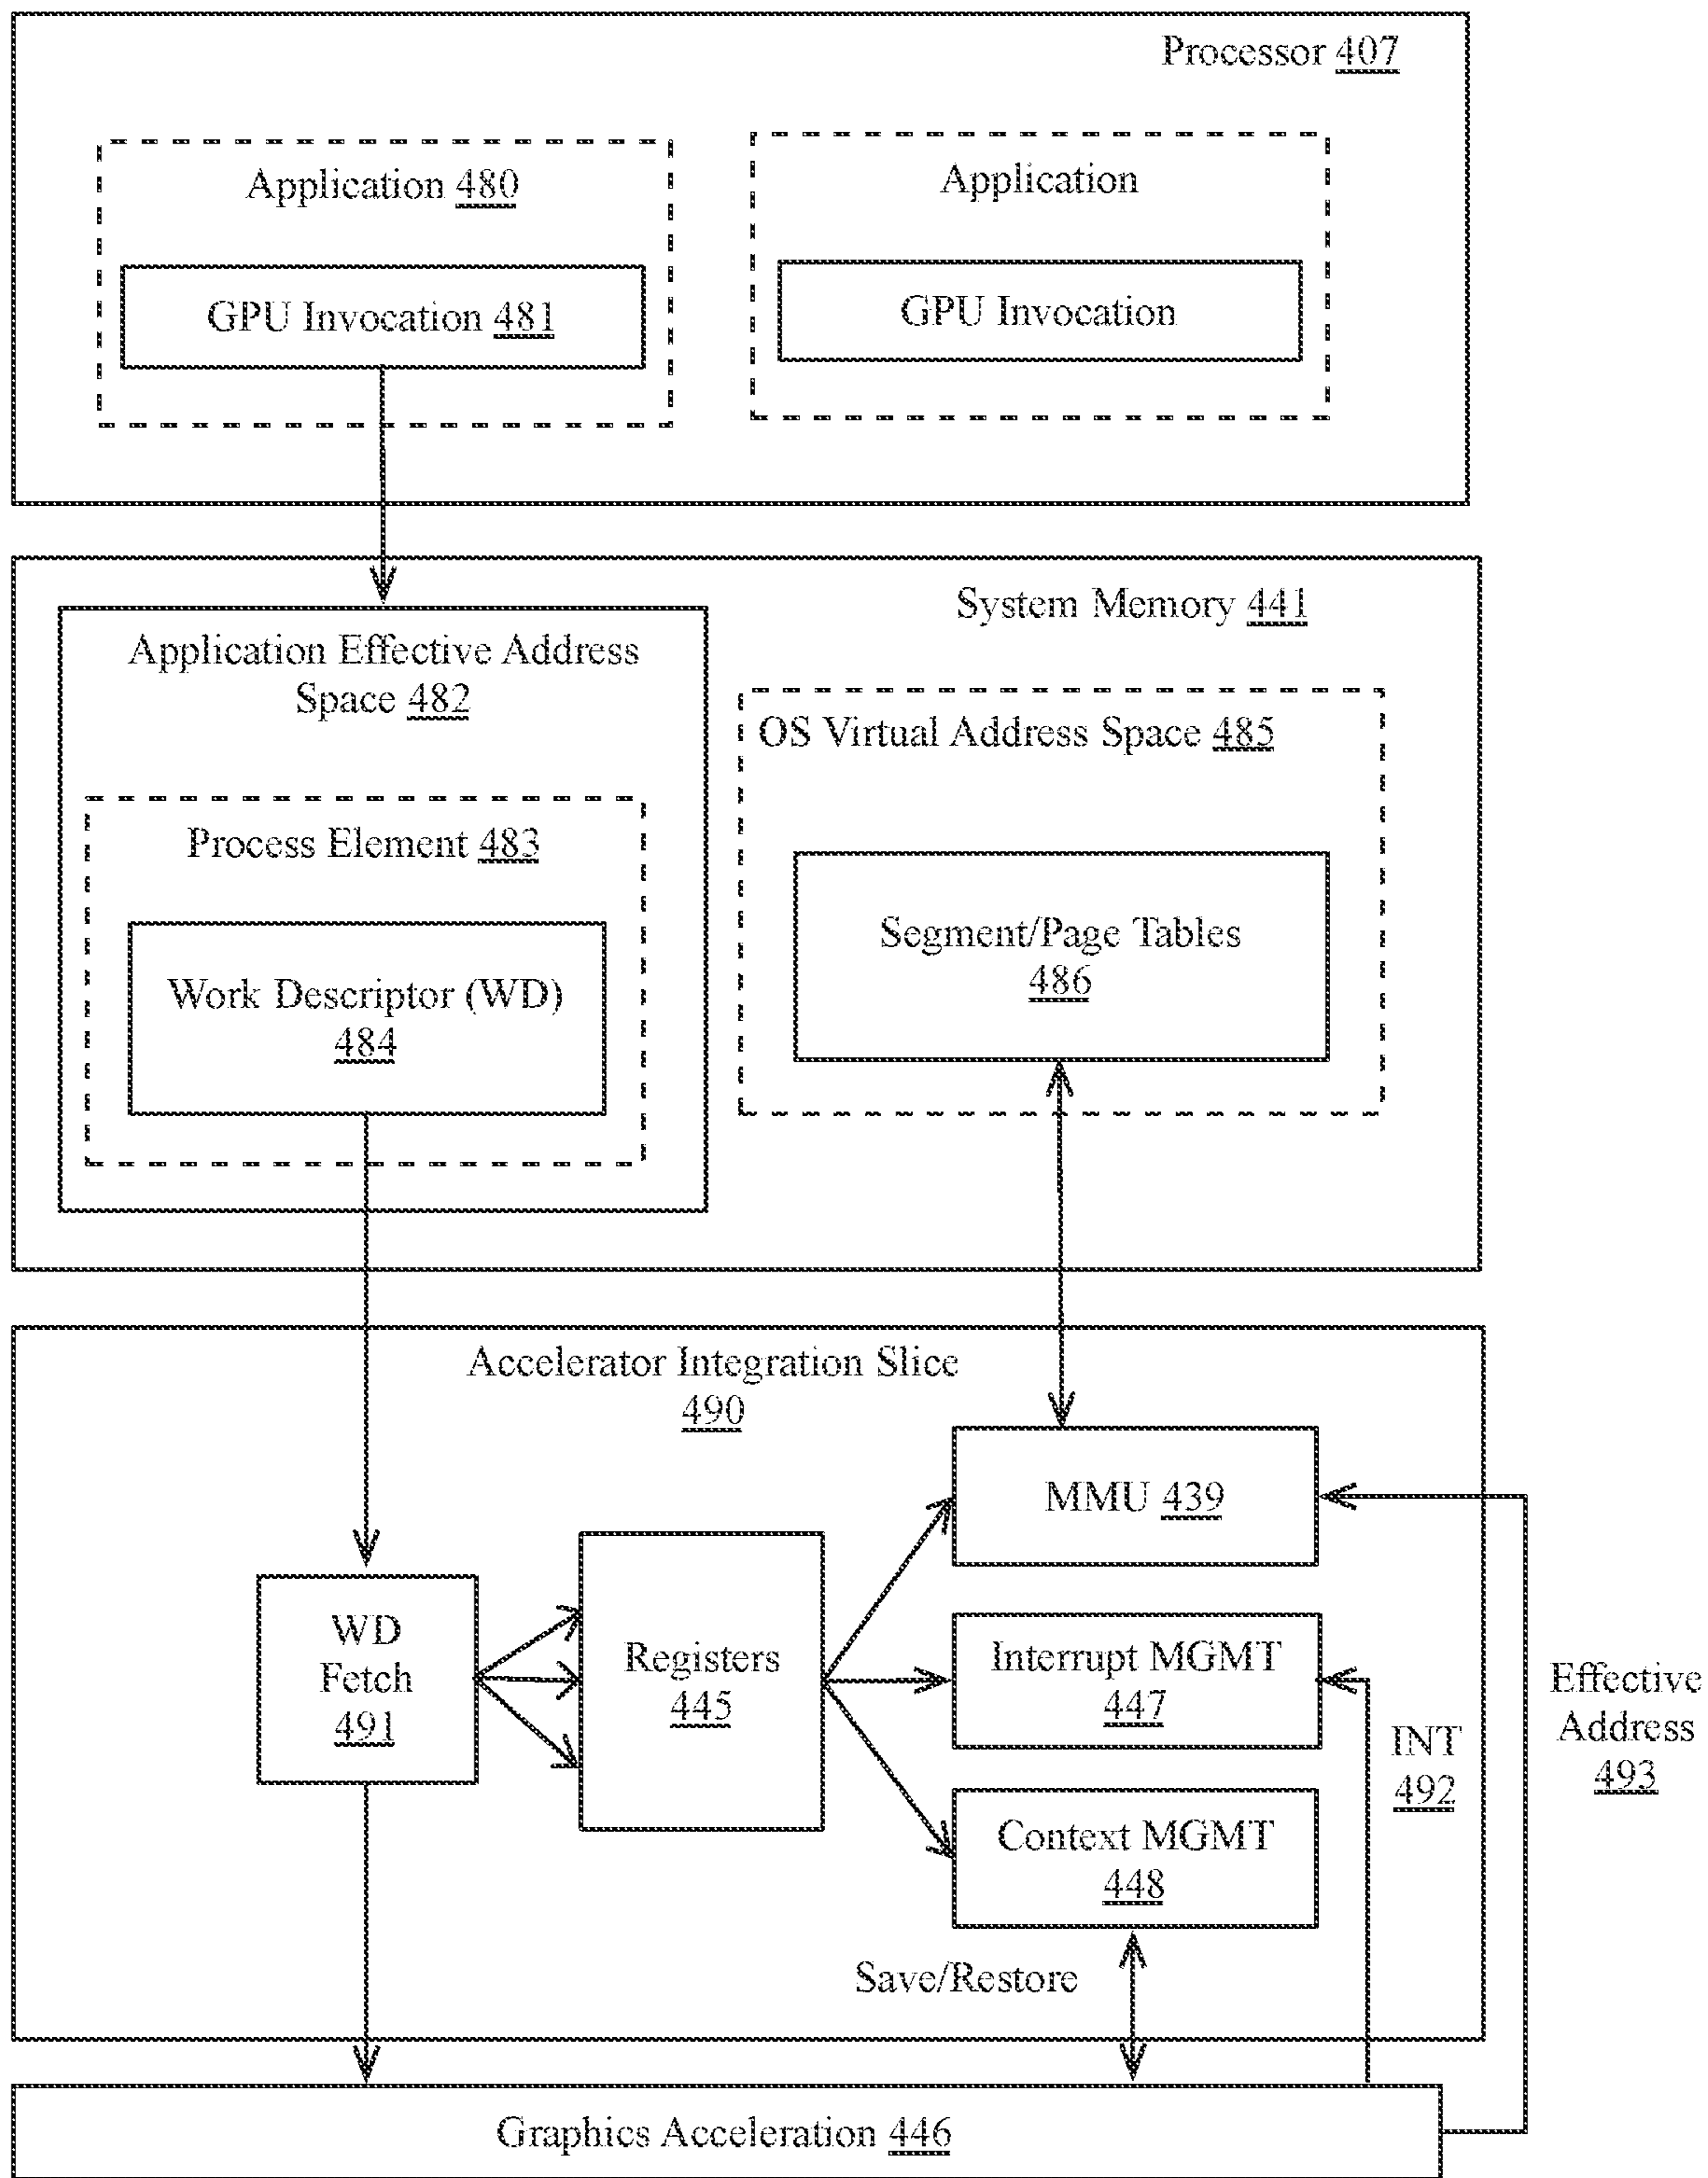 Processor 407
Application 480
Application
GPU Invocation 481
GPU Invocation
System Memory 441
Application Effective Address
Space 482
OS Virtual Address Space 485
Process Element 483
Segment/Page Tables
486
Work Descriptor (WD)
484
Accelerator Integration Slice
490
MMU 439
WD
Fetch
491
Registers
445
Interrupt MGMT
447
Effective
Address
493
INT
492
Context MGMT
448
Save/Restore
Graphics Acceleration 446